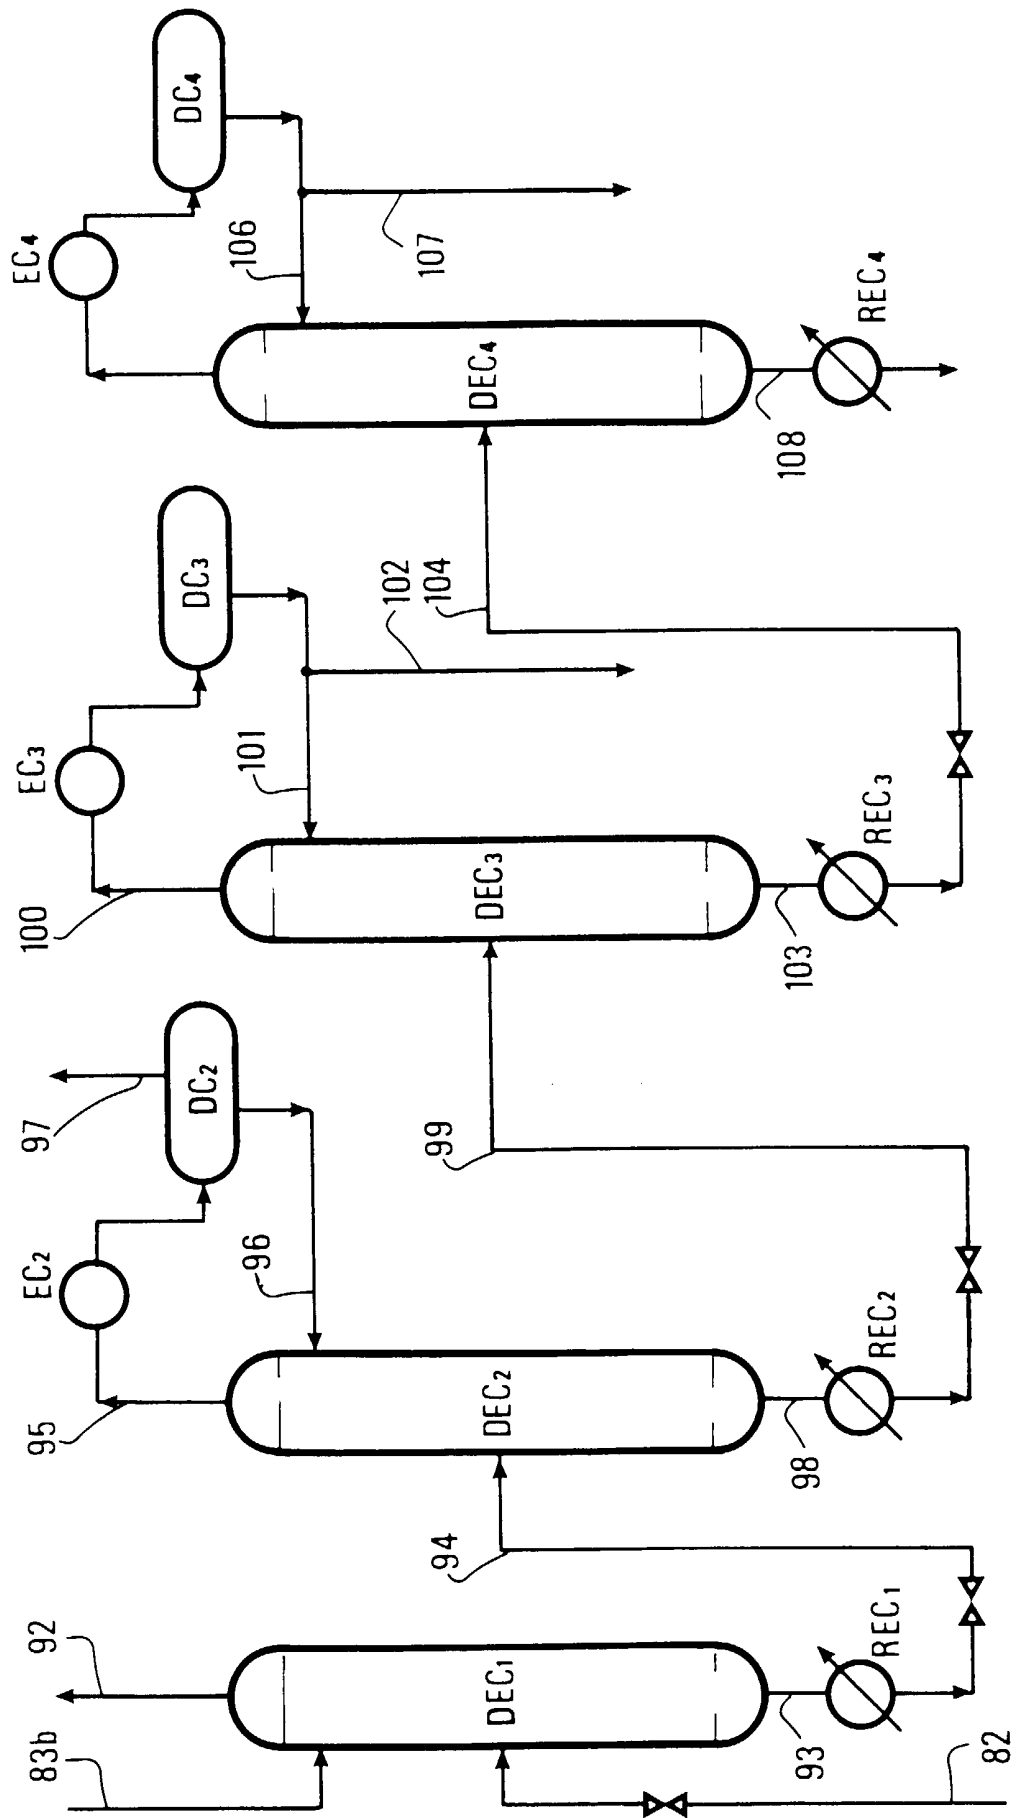 83b
92
DEC1
93
REC1
82
94
95
EC2
DC2
97
96
DEC2
98
REC2
99
100
EC3
DC3
101
102
DEC3
103
REC3
104
EC4
DC4
106
107
DEC4
108
REC4